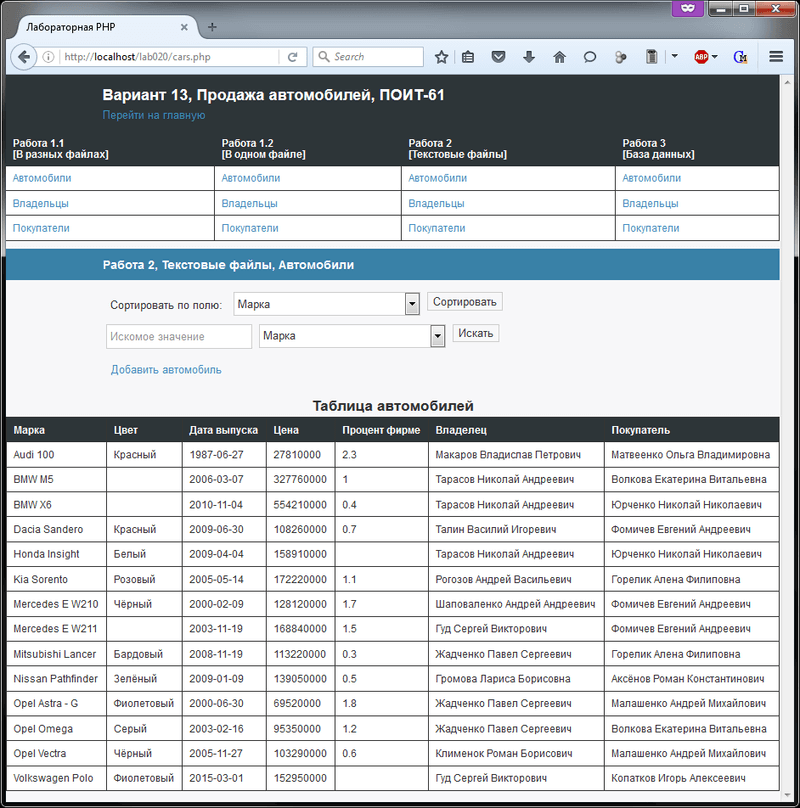 Лабораторная PHP
http://localhost/lab020/cars.php
Search
ABP
Вариант 13, Продажа автомобилей, ПОИТ-61
Перейти на главную
Работа 1.1 Работа 1.2 Работа 2 Работа 3
[В разных файлах] [В одном файле] [Текстовые файлы] [База данных]
Автомобили Автомобили Автомобили Автомобили
Владельцы Владельцы Владельцы Владельцы
Покупатели Покупатели Покупатели Покупатели
Работа 2, Текстовые файлы, Автомобили
Сортировать по полю: Марка Сортировать
Искомое значение Марка Искать
Добавить автомобиль
Таблица автомобилей
Марка Цвет Дата выпуска Цена Процент фирме Владелец Покупатель
Audi 100 Красный 1987-06-27 27810000 2.3 Макаров Владислав Петрович Матвеенко Ольга Владимировна
BMW M5 2006-03-07 327760000 1 Тарасов Николай Андреевич Волкова Екатерина Витальевна
BMW X6 2010-11-04 554210000 0.4 Тарасов Николай Андреевич Юрченко Николай Николаевич
Dacia Sandero Красный 2009-06-30 108260000 0.7 Талин Василий Игоревич Фомичев Евгений Андреевич
Honda Insight Белый 2009-04-04 158910000 Тарасов Николай Андреевич Юрченко Николай Николаевич
Kia Sorento Розовый 2005-05-14 172220000 1.1 Рогозов Андрей Васильевич Горелик Алена Филиповна
Mercedes E W210 Чёрный 2000-02-09 128120000 1.7 Шаповаленко Андрей Андреевич Фомичев Евгений Андреевич
Mercedes E W211 2003-11-19 168840000 1.5 Гуд Сергей Викторович Фомичев Евгений Андреевич
Mitsubishi Lancer Бардовый 2008-11-19 113220000 0.3 Жадченко Павел Сергеевич Горелик Алена Филиповна
Nissan Pathfinder Зелёный 2009-01-09 139050000 0.5 Громова Лариса Борисовна Аксёнов Роман Константинович
Opel Astra - G Фиолетовый 2000-06-30 69520000 1.8 Жадченко Павел Сергеевич Малашенко Андрей Михайлович
Opel Omega Серый 2003-02-16 95350000 1.2 Жадченко Павел Сергеевич Волкова Екатерина Витальевна
Opel Vectra Чёрный 2005-11-27 103290000 0.6 Клименок Роман Борисович Малашенко Андрей Михайлович
Volkswagen Polo Фиолетовый 2015-03-01 152950000 Гуд Сергей Викторович Копатков Игорь Алексеевич